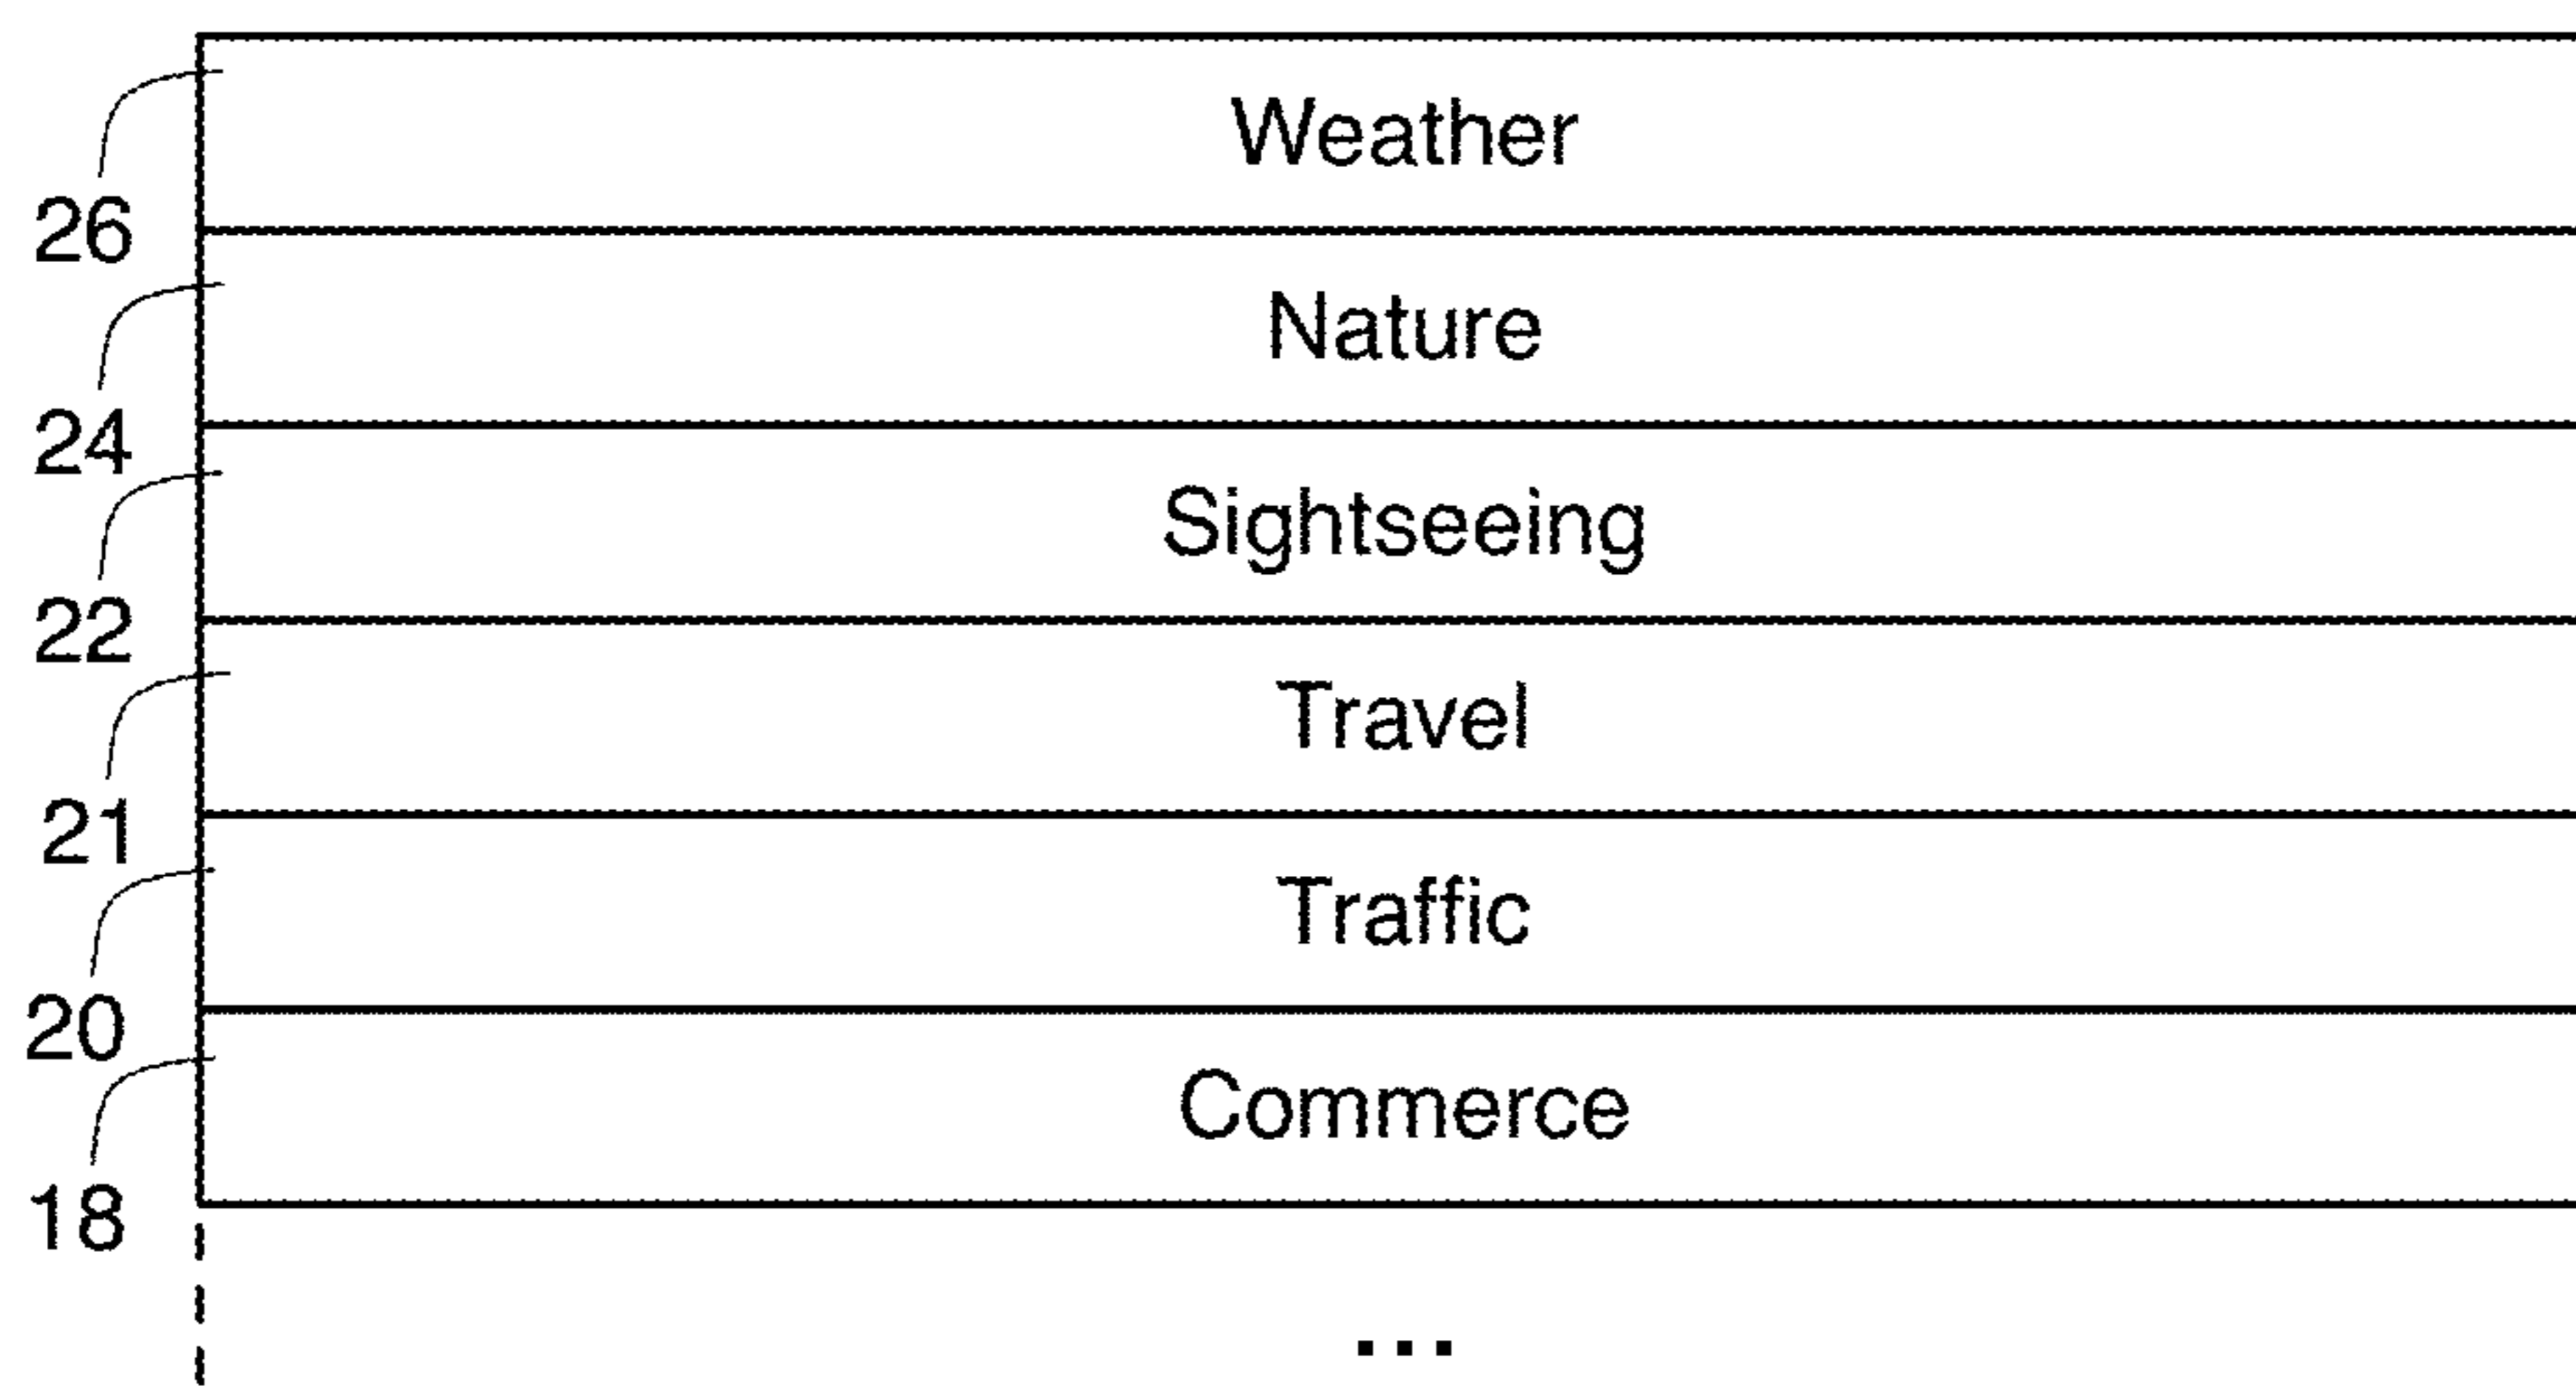 Weather
26
Nature
24
Sightseeing
22
Travel
21
Traffic
20
Commerce
18
...